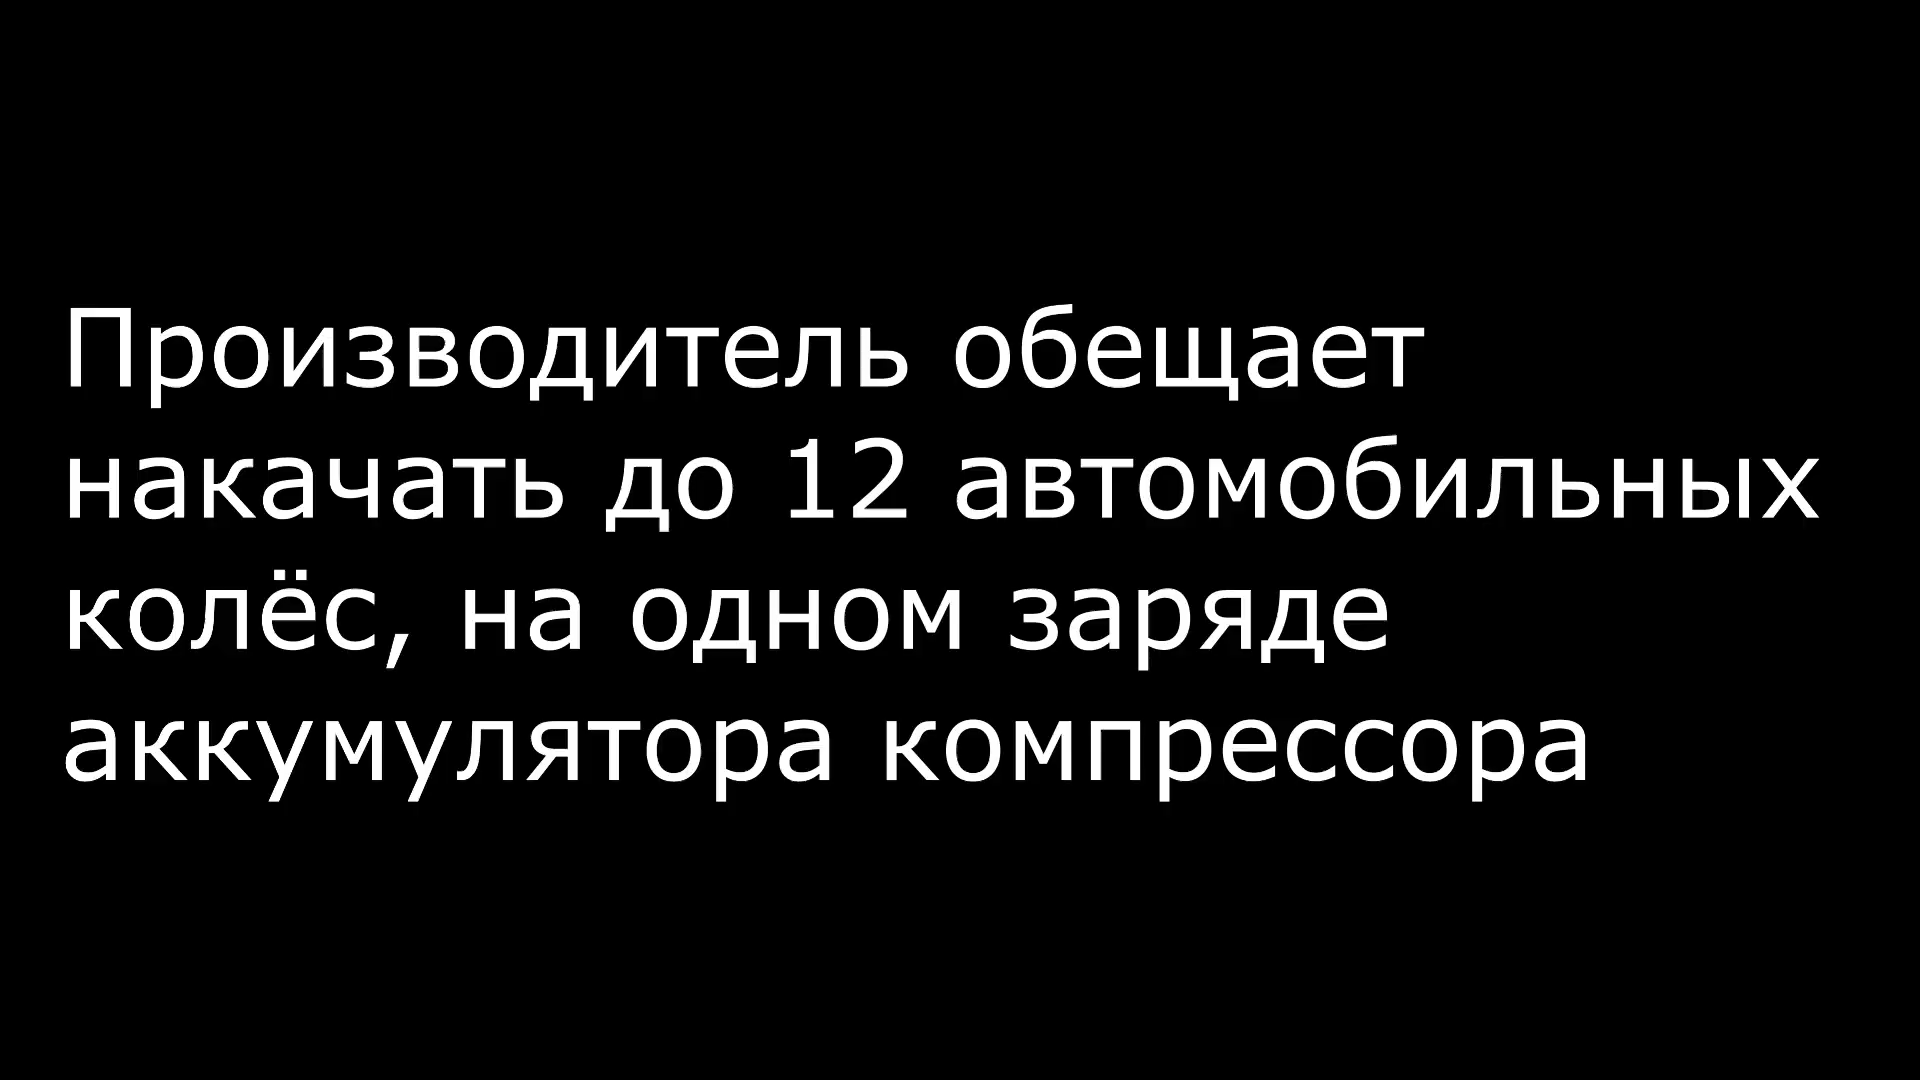 Производитель обещает
накачать до 12 автомобильных
колёс, на одном заряде
аккумулятора компрессора